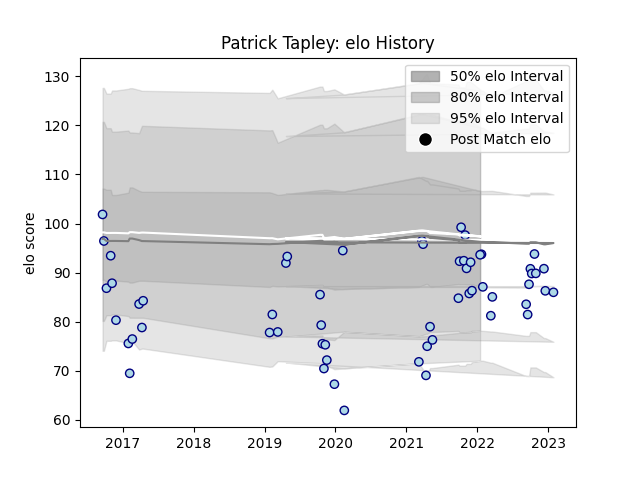 Patrick Tapley: elo History
130
120
110
100
90
80
70
60
elo score
50% elo Interval
80% elo Interval
95% elo Interval
Post Match elo
2017 2018 2019 2020 2021 2022 2023